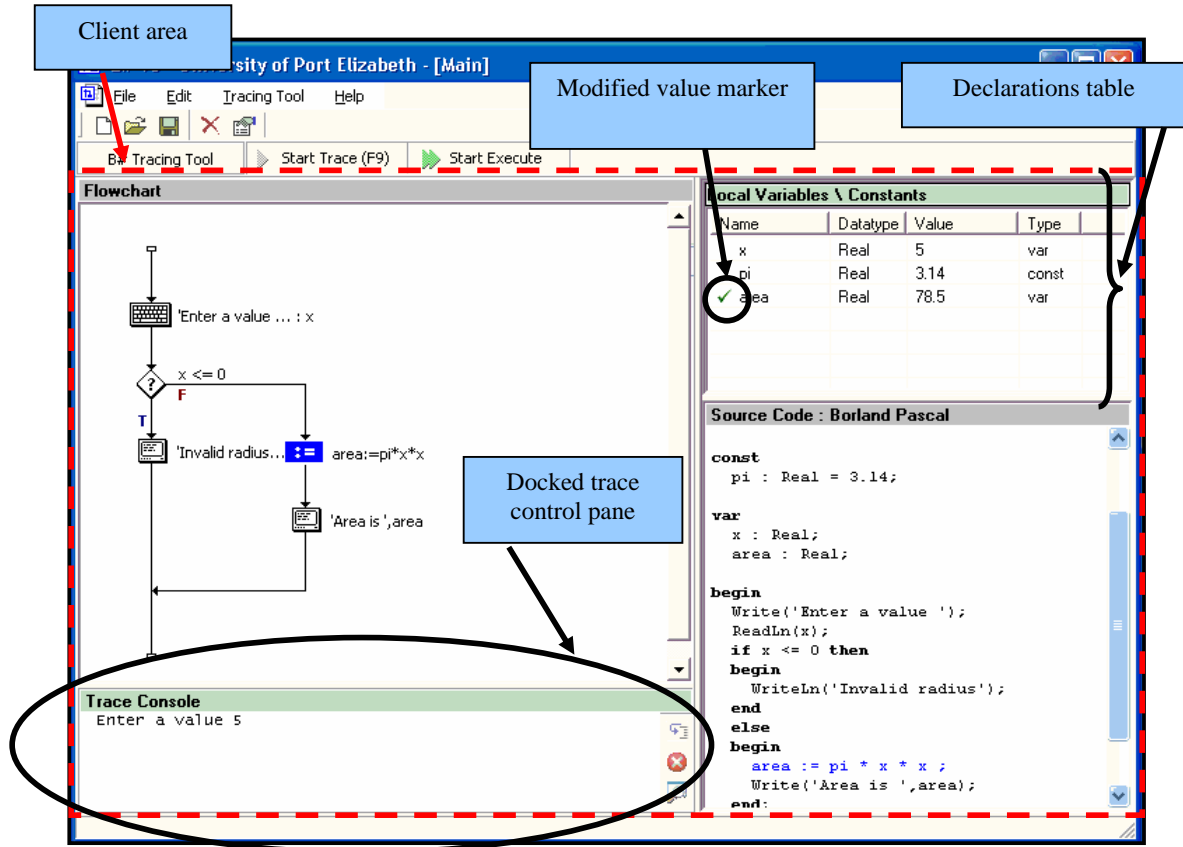 Client area
Modified value marker
Declarations table
University of Port Elizabeth - [Main]
File Edit Tracing Tool Help
B# Tracing Tool Start Trace (F9) Start Execute
Flowchart
'Enter a value ... : x
?
x <= 0
F
T
'Invalid radius...
:=
area:=pi*x*x
'Area is ',area
Docked trace
control pane
Trace Console
Enter a value 5
Local Variables \ Constants
Name Datatype Value Type
x Real 5 var
pi Real 3.14 const
area Real 78.5 var
Source Code : Borland Pascal
const
pi : Real = 3.14;
var
x : Real;
area : Real;
begin
Write('Enter a value ');
ReadLn(x);
if x <= 0 then
begin
WriteLn('Invalid radius');
end
else
begin
area := pi * x * x ;
Write('Area is ',area);
end;